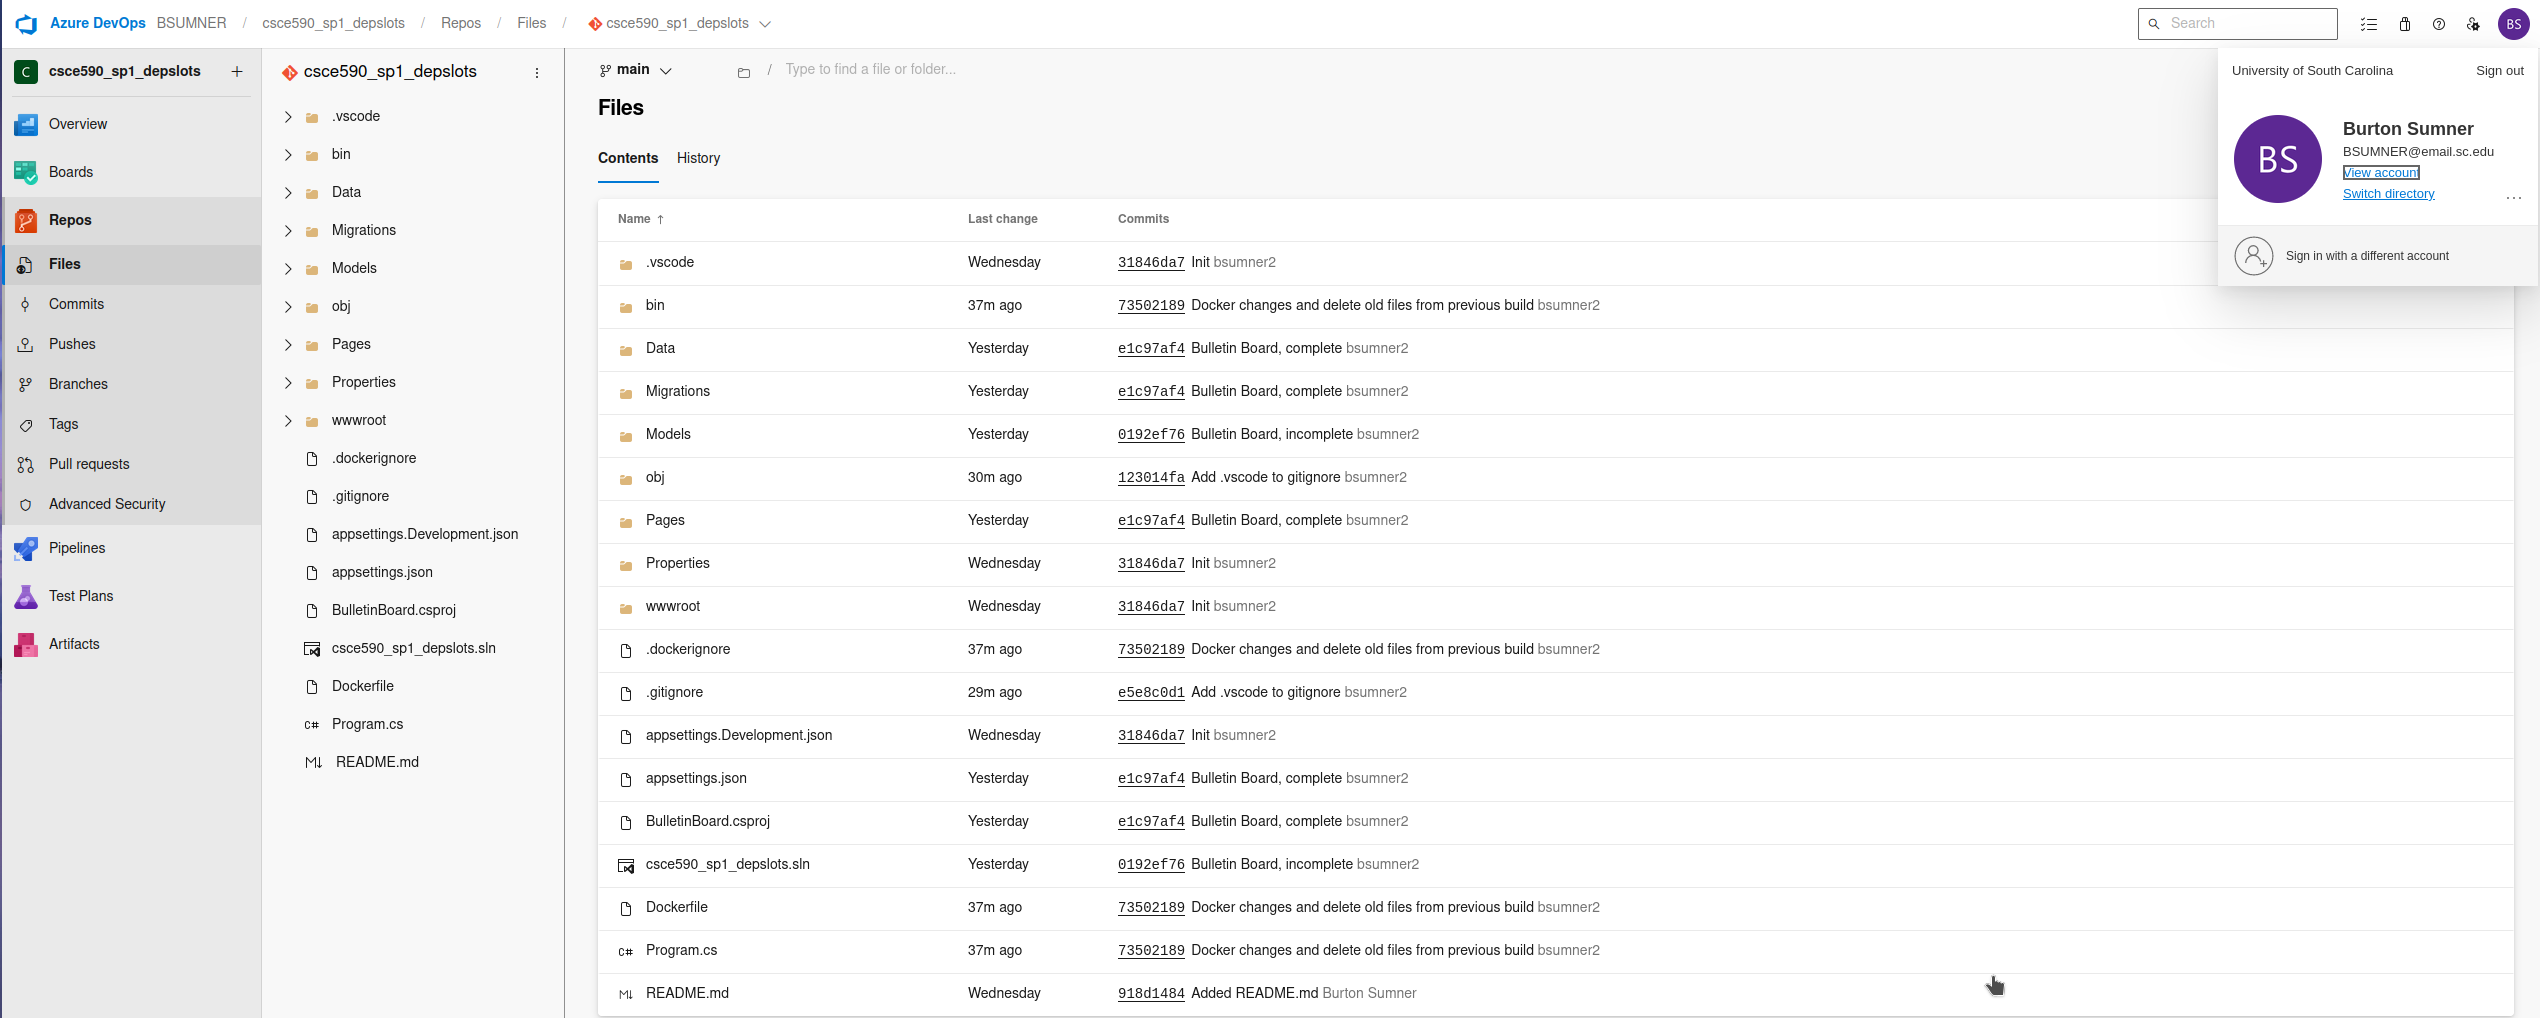 Azure DevOps BSUMNER / csce590_sp1_depslots / Repos / Files / csce590_sp1_depslots
Search
BS
C csce590_sp1_depslots +
Overview
Boards
Repos
Files
Commits
Pushes
Branches
Tags
Pull requests
Advanced Security
Pipelines
Test Plans
Artifacts
csce590_sp1_depslots
.vscode
bin
Data
Migrations
Models
obj
Pages
Properties
wwwroot
.dockerignore
.gitignore
appsettings.Development.json
appsettings.json
BulletinBoard.csproj
csce590_sp1_depslots.sln
Dockerfile
C# Program.cs
M↓ README.md
main / Type to find a file or folder...
Files
Contents History
Name ↑ Last change Commits
.vscode Wednesday 31846da7 Init bsumner2
bin 37m ago 73502189 Docker changes and delete old files from previous build bsumner2
Data Yesterday e1c97af4 Bulletin Board, complete bsumner2
Migrations Yesterday e1c97af4 Bulletin Board, complete bsumner2
Models Yesterday 0192ef76 Bulletin Board, incomplete bsumner2
obj 30m ago 123014fa Add .vscode to gitignore bsumner2
Pages Yesterday e1c97af4 Bulletin Board, complete bsumner2
Properties Wednesday 31846da7 Init bsumner2
wwwroot Wednesday 31846da7 Init bsumner2
.dockerignore 37m ago 73502189 Docker changes and delete old files from previous build bsumner2
.gitignore 29m ago e5e8c0d1 Add .vscode to gitignore bsumner2
appsettings.Development.json Wednesday 31846da7 Init bsumner2
appsettings.json Yesterday e1c97af4 Bulletin Board, complete bsumner2
BulletinBoard.csproj Yesterday e1c97af4 Bulletin Board, complete bsumner2
csce590_sp1_depslots.sln Yesterday 0192ef76 Bulletin Board, incomplete bsumner2
Dockerfile 37m ago 73502189 Docker changes and delete old files from previous build bsumner2
C# Program.cs 37m ago 73502189 Docker changes and delete old files from previous build bsumner2
M↓ README.md Wednesday 918d1484 Added README.md Burton Sumner
University of South Carolina Sign out
BS
Burton Sumner
BSUMNER@email.sc.edu
View account
Switch directory
...
Sign in with a different account